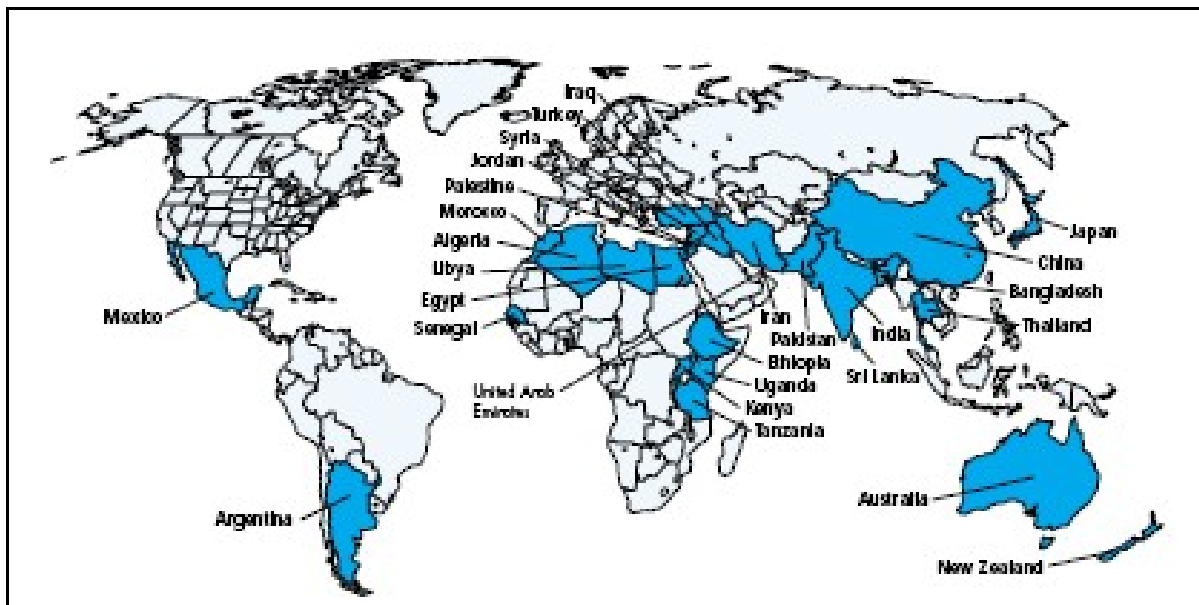 Iraq
Turkey
Syria
Jordan
Palestine
Morocco
Algeria
Libya
Egypt
Senegal
United Arab
Emirates
Mexico
Argentina
Iran
Pakistan
Ethiopia
Uganda
Kenya
Tanzania
India
Sri Lanka
Japan
China
Bangladesh
Thailand
Australia
New Zealand